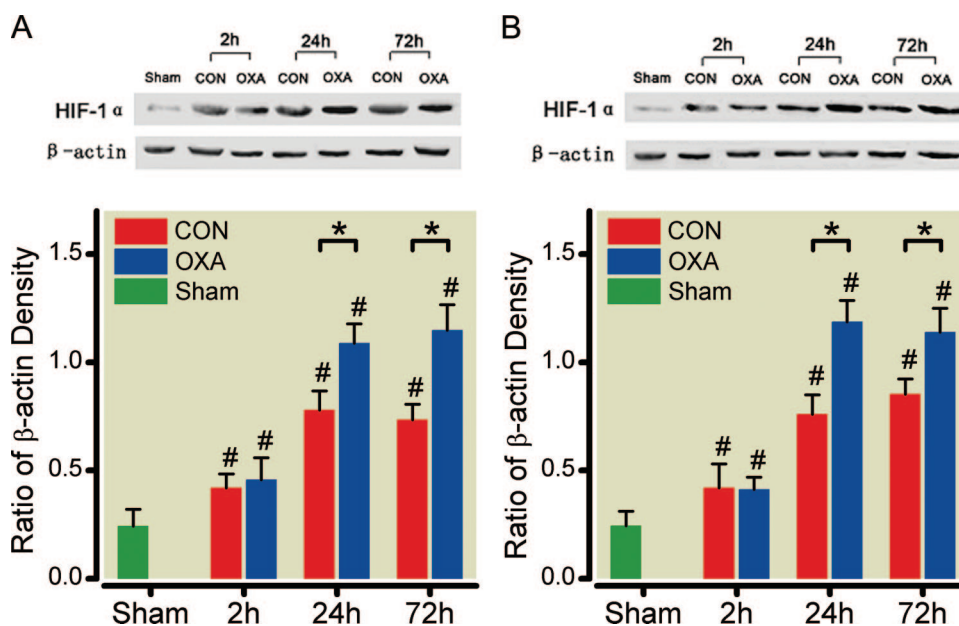 A
2h 24h 72h
Sham CON OXA CON OXA CON OXA
HIF-1 α
β-actin
Ratio of β-actin Density
1.5
1.0
0.5
0.0
CON
OXA
Sham
* *
# # # # # #
Sham 2h 24h 72h
B
2h 24h 72h
Sham CON OXA CON OXA CON OXA
HIF-1 α
β-actin
Ratio of β-actin Density
1.5
1.0
0.5
0.0
CON
OXA
Sham
* *
# # # # # #
Sham 2h 24h 72h